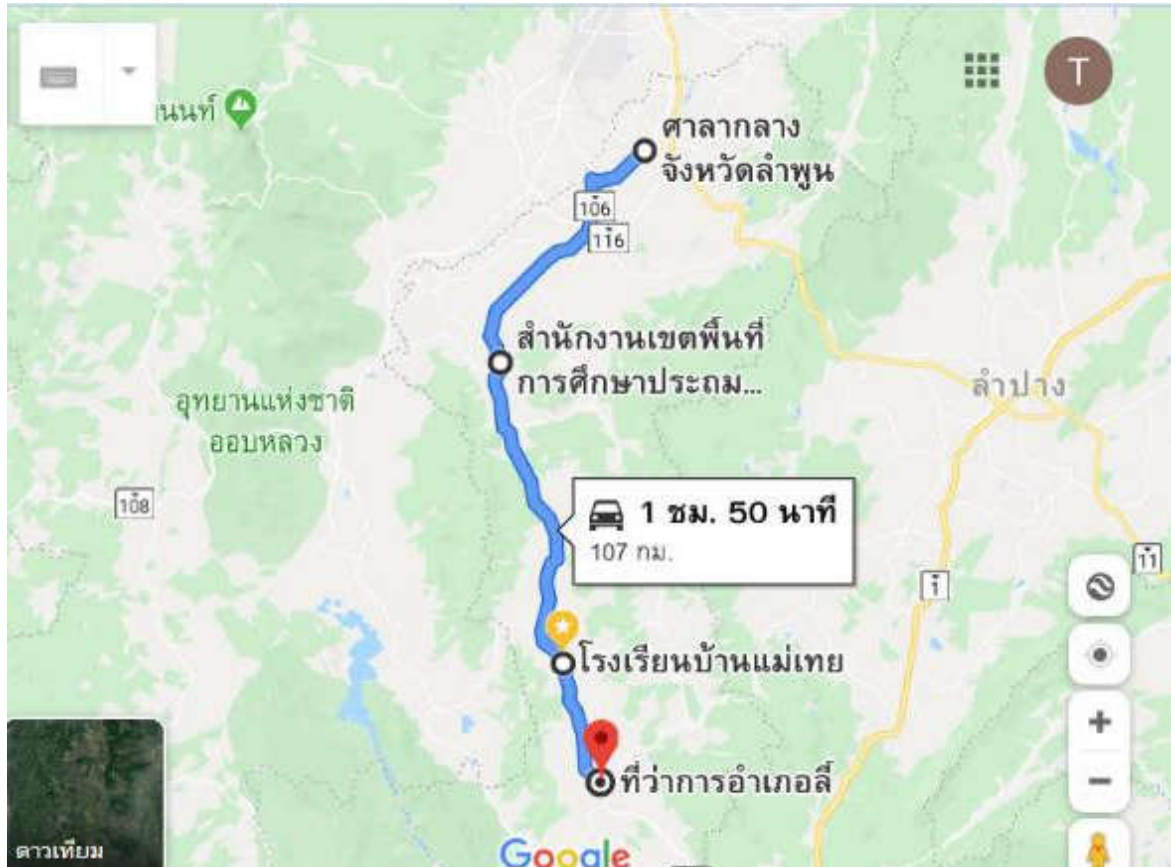 นนท์
T
ศาลากลาง
จังหวัดลำพูน
106
116
สำนักงานเขตพื้นที่
การศึกษาประถม...
ลำปาง
อุทยานแห่งชาติ
ออบหลวง
108
1 ชม. 50 นาที
107 กม.
11
1
โรงเรียนบ้านแม่เทย
ที่ว่าการอำเภอลี้
ดาวเทียม
Google